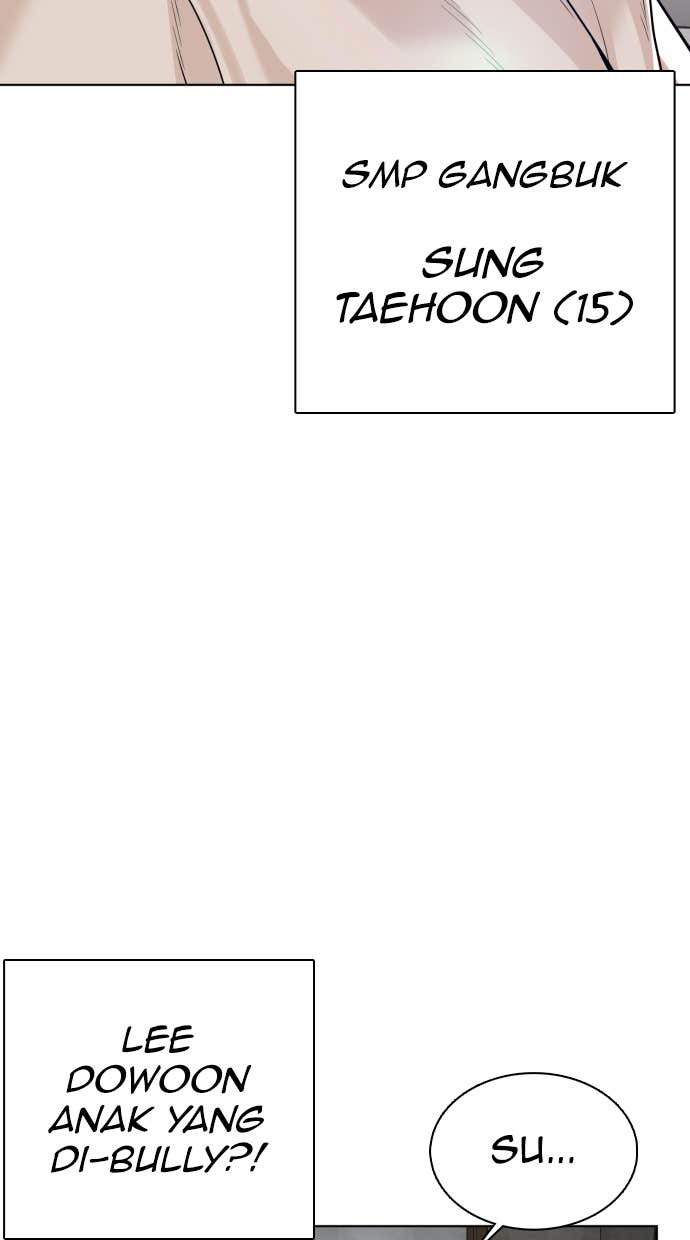 SMP GANGBUK
SUNG
TAEHOON (15)
LEE
DOWOON
ANAK YANG
DI-BULLY?!
SU...